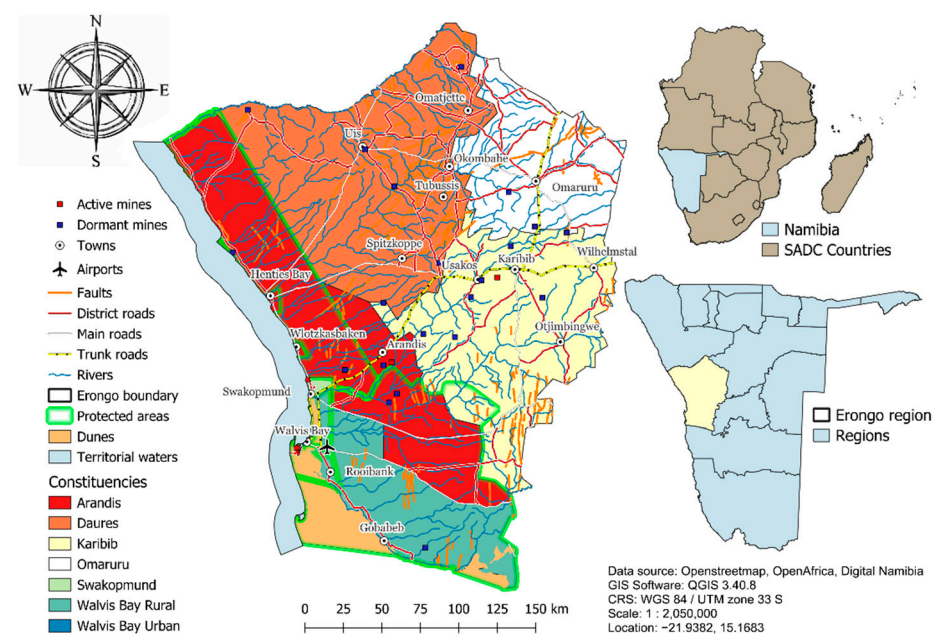 N
W
E
S
Active mines
Dormant mines
Towns
Airports
Faults
District roads
Main roads
Trunk roads
Rivers
Erongo boundary
Protected areas
Dunes
Territorial waters
Constituencies
Arandis
Daures
Karibib
Omaruru
Swakopmund
Walvis Bay Rural
Walvis Bay Urban
Omatjette
Uis
Okombahe
Tubussis
Omaruru
Spitzkoppe
Usakos
Karibib
Wilhelmstal
Henties Bay
Otjimbingwe
Wlotzkasbaken
Arandis
Swakopmund
Walvis Bay
Rooibank
Gobabeb
0 25 50 75 100 125 150 km
Namibia
SADC Countries
Erongo region
Regions
Data source: Openstreetmap, OpenAfrica, Digital Namibia
GIS Software: QGIS 3.40.8
CRS: WGS 84 / UTM zone 33 S
Scale: 1 : 2,050,000
Location: −21.9382, 15.1683